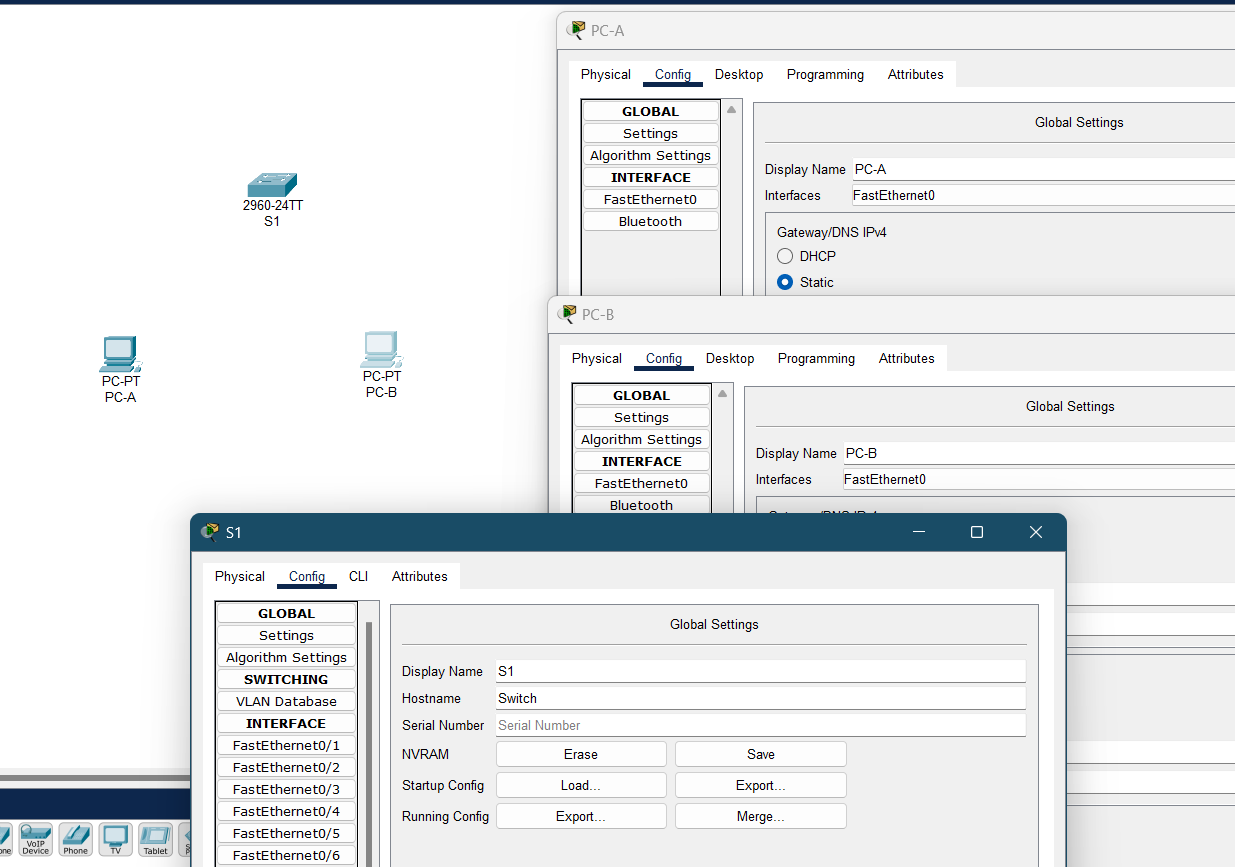 PC-A
Physical Config Desktop Programming Attributes
GLOBAL
Settings
Algorithm Settings
INTERFACE
FastEthernet0
Bluetooth
Global Settings
Display Name PC-A
Interfaces FastEthernet0
Gateway/DNS IPv4
DHCP
Static
2960-24TT
S1
PC-PT
PC-A
PC-PT
PC-B
PC-B
Physical Config Desktop Programming Attributes
GLOBAL
Settings
Algorithm Settings
INTERFACE
FastEthernet0
Bluetooth
Global Settings
Display Name PC-B
Interfaces FastEthernet0
S1
Physical Config CLI Attributes
GLOBAL
Settings
Algorithm Settings
SWITCHING
VLAN Database
INTERFACE
FastEthernet0/1
FastEthernet0/2
FastEthernet0/3
FastEthernet0/4
FastEthernet0/5
FastEthernet0/6
Global Settings
Display Name S1
Hostname Switch
Serial Number Serial Number
NVRAM Erase Save
Startup Config Load... Export...
Running Config Export... Merge...
VoIP
Device
Phone
TV
Tablet